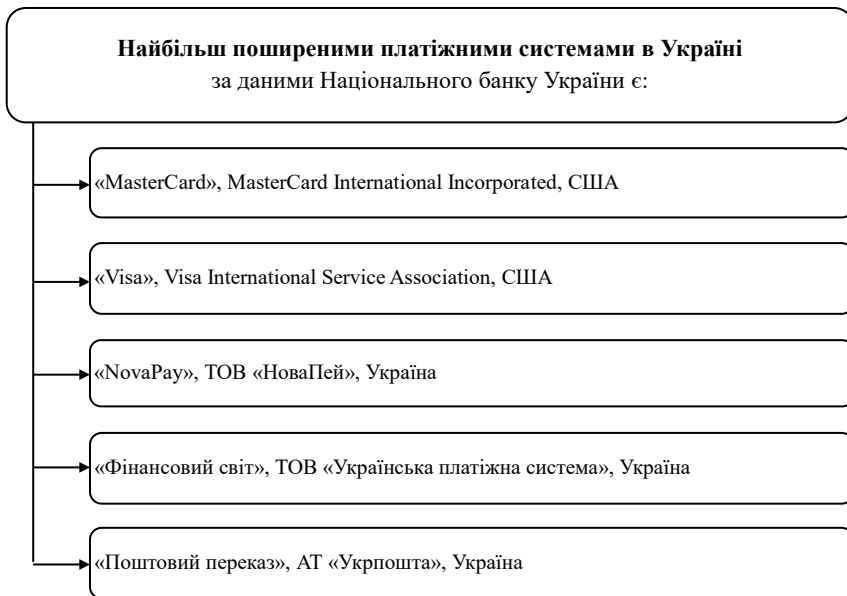 Найбільш поширеними платіжними системами в Україні
за даними Національного банку України є:
«MasterCard», MasterCard International Incorporated, США
«Visa», Visa International Service Association, США
«NovaPay», ТОВ «НоваПей», Україна
«Фінансовий світ», ТОВ «Українська платіжна система», Україна
«Поштовий переказ», АТ «Укрпошта», Україна